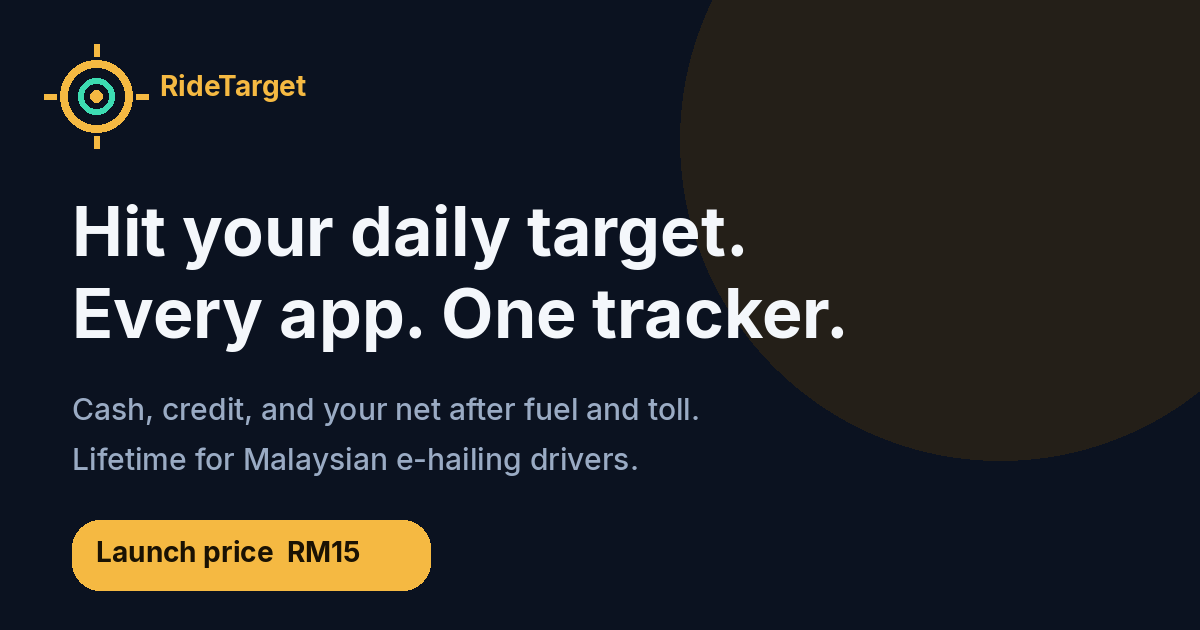 RideTarget
Hit your daily target.
Every app. One tracker.
Cash, credit, and your net after fuel and toll.
Lifetime for Malaysian e-hailing drivers.
Launch price RM15